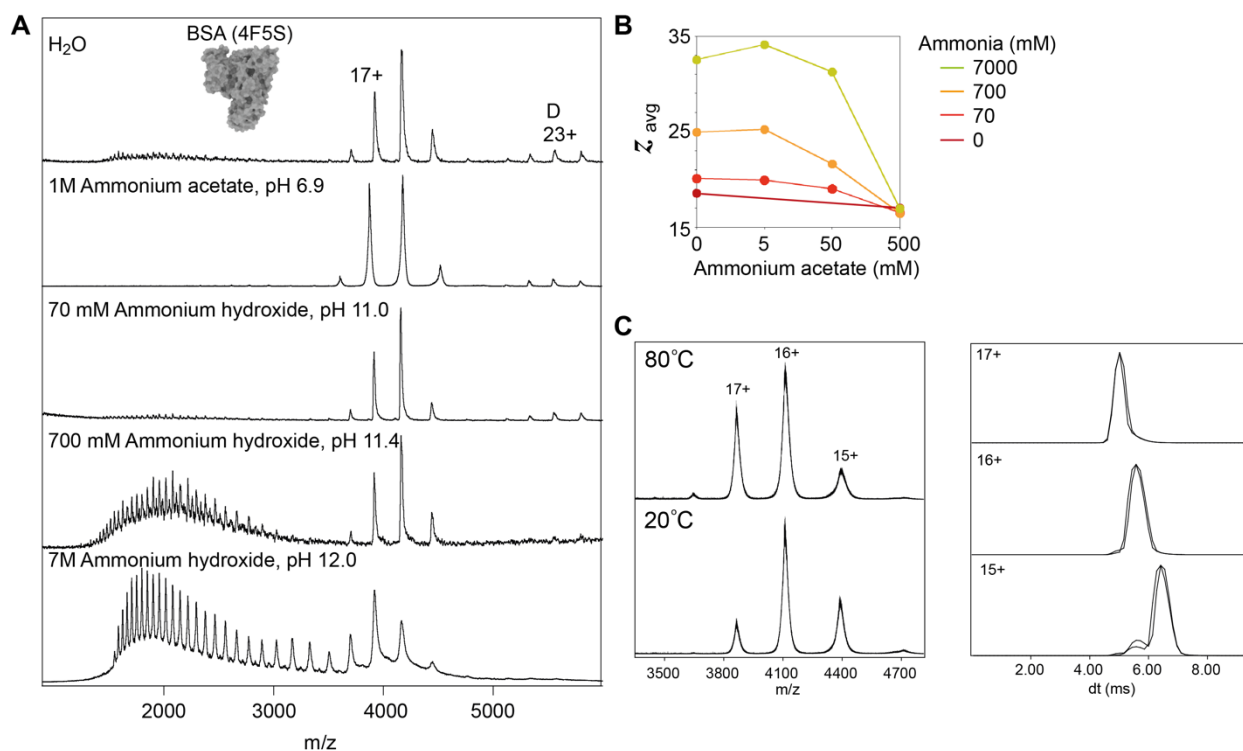 A
H₂O
BSA (4F5S)
17+
D
23+
1M Ammonium acetate, pH 6.9
70 mM Ammonium hydroxide, pH 11.0
700 mM Ammonium hydroxide, pH 11.4
7M Ammonium hydroxide, pH 12.0
2000 3000 4000 5000
m/z
B
35
25
15
z avg
0 5 50 500
Ammonium acetate (mM)
Ammonia (mM)
7000
700
70
0
C
80°C
17+
16+
15+
20°C
3500 3800 4100 4400 4700
m/z
17+
16+
15+
2.00 4.00 6.00 8.00
dt (ms)